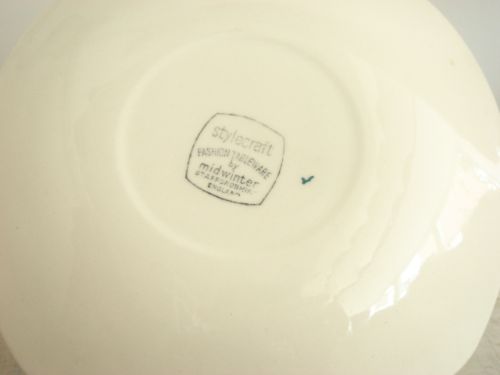 stylecraft
FASHION TABLEWARE
by
midwinter
STAFFORDSHIRE
ENGLAND